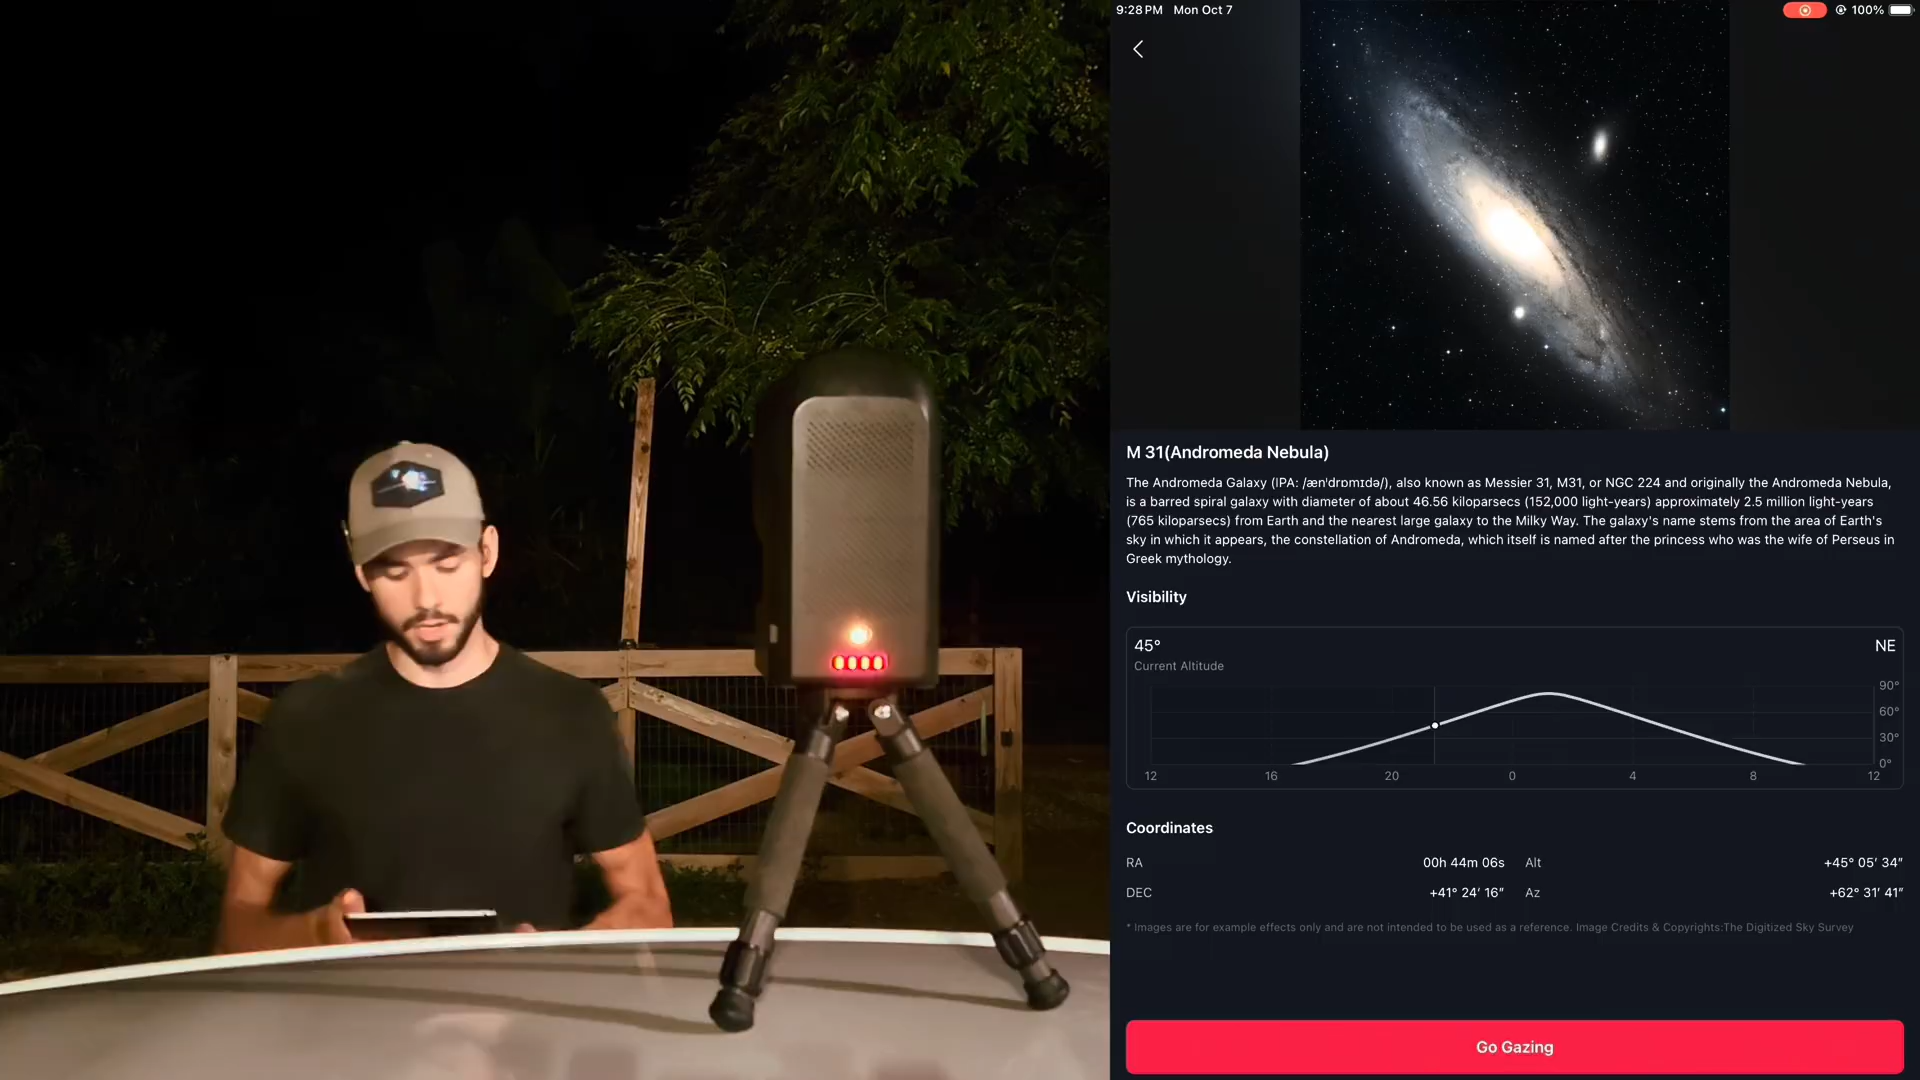 9:28 PM Mon Oct 7
100%
M 31(Andromeda Nebula)
The Andromeda Galaxy (IPA: /ænˈdrɒmɪdə/), also known as Messier 31, M31, or NGC 224 and originally the Andromeda Nebula,
is a barred spiral galaxy with diameter of about 46.56 kiloparsecs (152,000 light-years) approximately 2.5 million light-years
(765 kiloparsecs) from Earth and the nearest large galaxy to the Milky Way. The galaxy's name stems from the area of Earth's
sky in which it appears, the constellation of Andromeda, which itself is named after the princess who was the wife of Perseus in
Greek mythology.
Visibility
45° NE
Current Altitude
90°
60°
30°
0°
12 16 20 0 4 8 12
Coordinates
RA 00h 44m 06s Alt +45° 05′ 34″
DEC +41° 24′ 16″ Az +62° 31′ 41″
* Images are for example effects only and are not intended to be used as a reference. Image Credits & Copyrights:The Digitized Sky Survey
Go Gazing